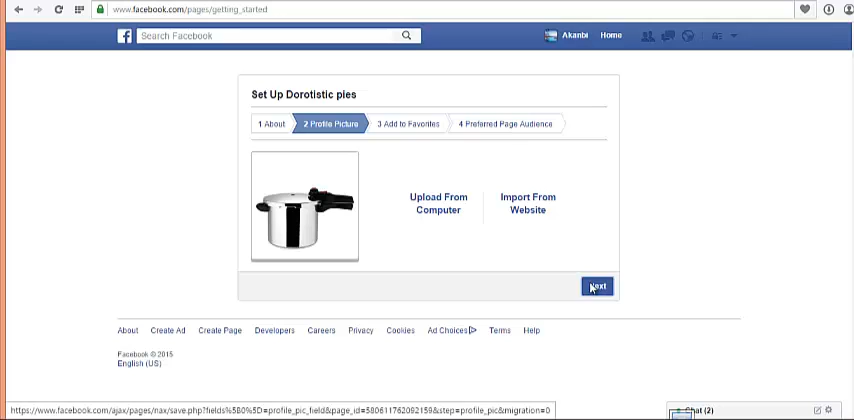 www.facebook.com/pages/getting_started
Search Facebook
Akanbi Home
Set Up Dorotistic pies
1 About 2 Profile Picture 3 Add to Favorites 4 Preferred Page Audience
Upload From
Computer
Import From
Website
Next
About Create Ad Create Page Developers Careers Privacy Cookies Ad Choices Terms Help
Facebook © 2015
English (US)
https://www.facebook.com/ajax/pages/nax/save.php?fields%5B0%5D=profile_pic_field&page_id=580611762092159&step=profile_pic&migration=0
Chat (2)